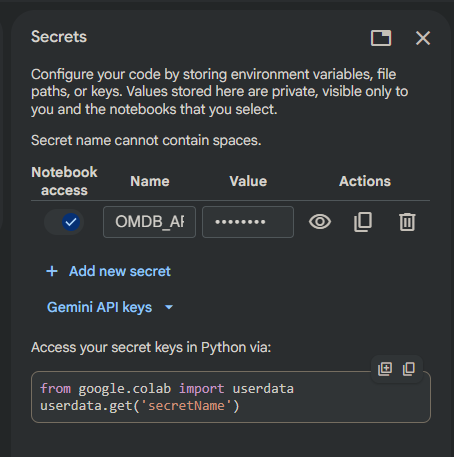 Secrets
Configure your code by storing environment variables, file
paths, or keys. Values stored here are private, visible only to
you and the notebooks that you select.
Secret name cannot contain spaces.
Notebook
access
Name
Value
Actions
OMDB_AP
••••••••
+ Add new secret
Gemini API keys
Access your secret keys in Python via:
from google.colab import userdata
userdata.get('secretName')